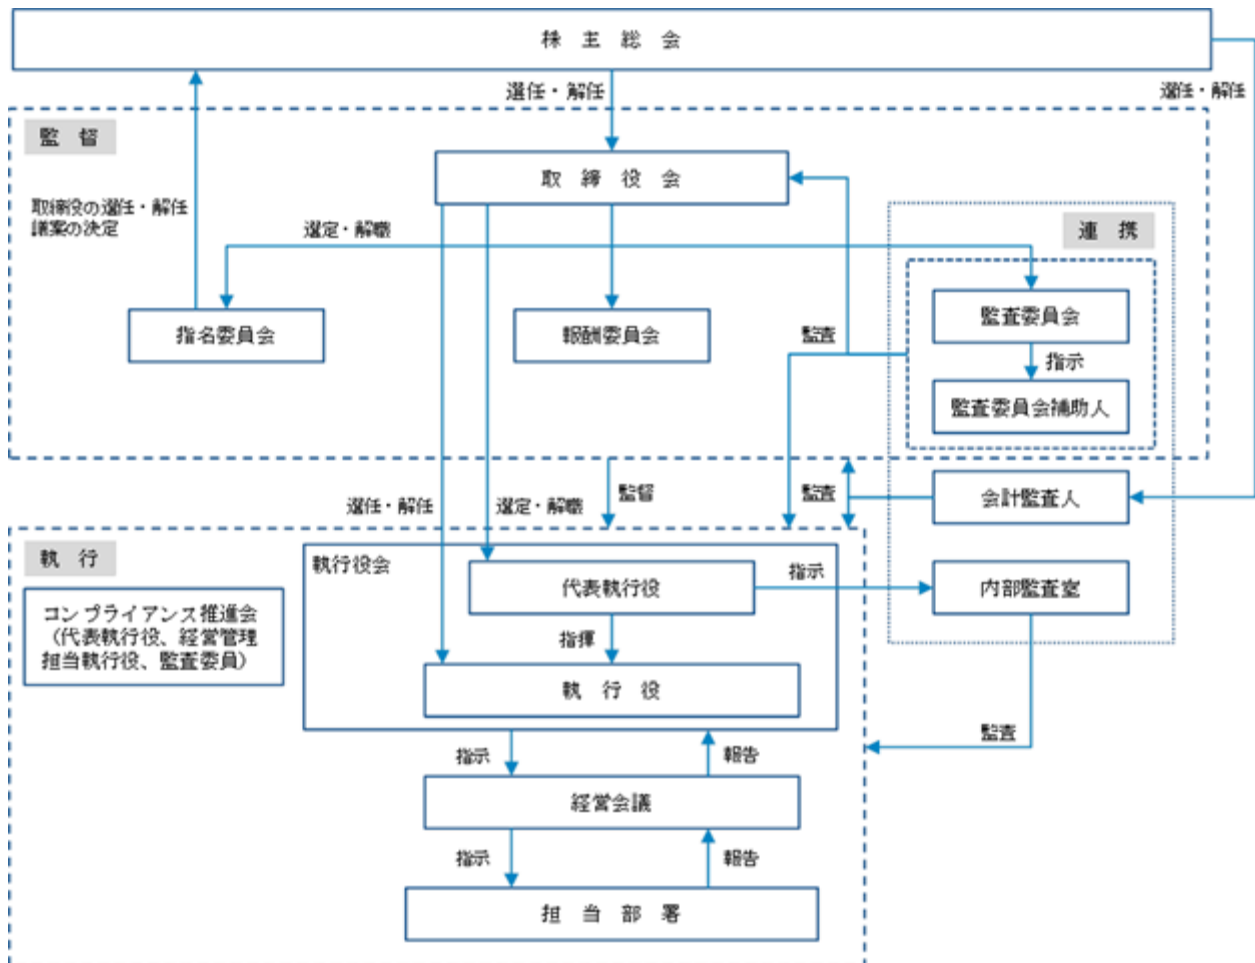 株 主 総 会
選任・解任
選任・解任
監 督
取 締 役 会
取締役の選任・解任
議案の決定
選定・解職
連 携
指名委員会
報酬委員会
監査
監査委員会
指示
監査委員会補助人
選任・解任
選定・解職
監督
監査
会計監査人
執 行
執行役会
代表執行役
指示
内部監査室
コンプライアンス推進会
（代表執行役、経営管理
担当執行役、監査委員）
指揮
執 行 役
監査
指示
報告
経営会議
指示
報告
担 当 部 署